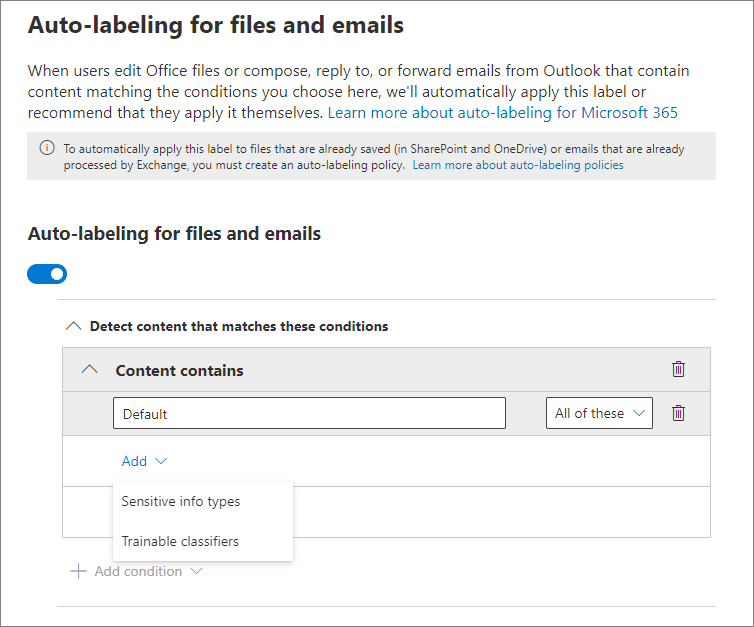 Auto-labeling for files and emails
When users edit Office files or compose, reply to, or forward emails from Outlook that contain
content matching the conditions you choose here, we'll automatically apply this label or
recommend that they apply it themselves. Learn more about auto-labeling for Microsoft 365
To automatically apply this label to files that are already saved (in SharePoint and OneDrive) or emails that are already
processed by Exchange, you must create an auto-labeling policy. Learn more about auto-labeling policies
Auto-labeling for files and emails
Detect content that matches these conditions
Content contains
Default All of these
Add
Sensitive info types
Trainable classifiers
Add condition